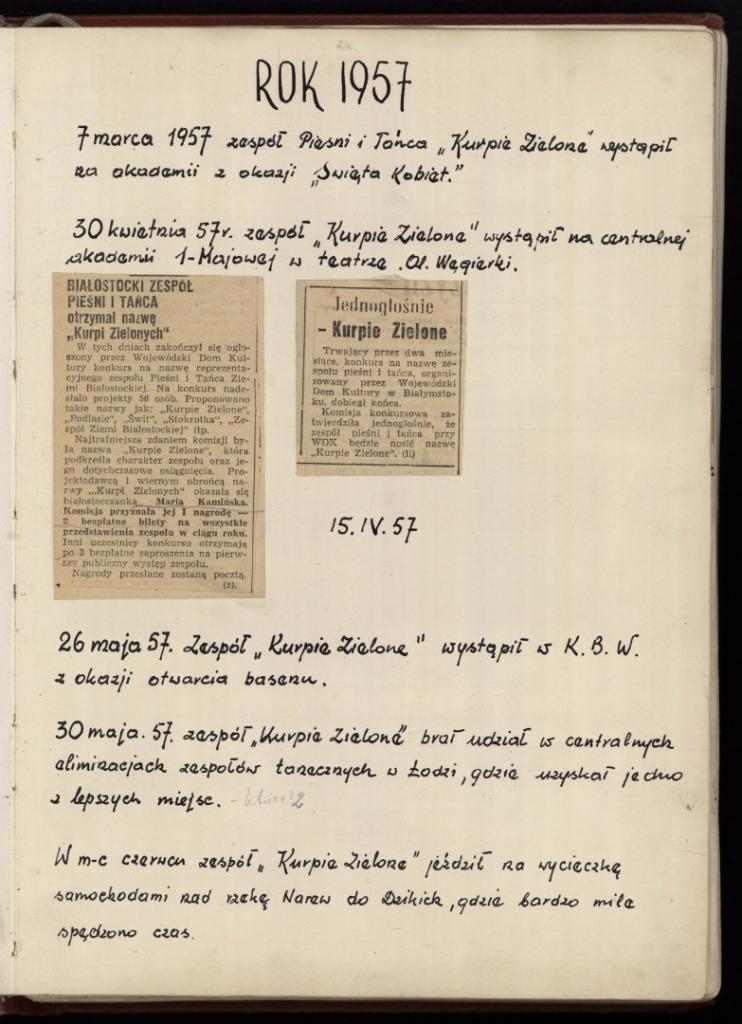 ROK 1957
7 marca 1957 zespół Pieśni i Tańca „Kurpie Zielone" wystąpił
na akademii z okazji „Święta Kobiet."
30 kwietnia 57r. zespół „Kurpie Zielone" wystąpił na centralnej
akademii 1-Majowej w teatrze Al. Węgierki.
BIAŁOSTOCKI ZESPÓŁ
PIEŚNI I TAŃCA
otrzymał nazwę
„Kurpi Zielonych"
W tych dniach zakończył się ogło-
szony przez Wojewódzki Dom Kul-
tury konkurs na nazwę reprezenta-
cyjnego zespołu Pieśni i Tańca Zie-
mi Białostockiej. Na konkurs nade-
słało projekty 56 osób. Proponowano
takie nazwy jak: „Kurpie Zielone",
„Podlasie", „Świt", „Stokrotka", „Ze-
spół Ziemi Białostockiej" itp.
Najtrafniejsza zdaniem komisji by-
ła nazwa „Kurpie Zielone", która
podkreśla charakter zespołu oraz je-
go dotychczasowe osiągnięcia. Pro-
jektodawcą i wiernym obrońcą na-
zwy „Kurpi Zielonych" okazała się
białostocczanka Maria Kamińska.
Komisja przyznała jej I nagrodę —
2 bezpłatne bilety na wszystkie
przedstawienia zespołu w ciągu roku.
Inni uczestnicy konkursu otrzymają
po 2 bezpłatne zaproszenia na pierw-
szy publiczny występ zespołu.
Nagrody przesłane zostaną pocztą.
(z).
Jednogłośnie
- Kurpie Zielone
Trwający przez dwa mie-
siące, konkurs na nazwę ze-
społu pieśni i tańca, organi-
zowany przez Wojewódzki
Dom Kultury w Białymsto-
ku, dobiegł końca.
Komisja konkursowa za-
twierdziła jednogłośnie, że
zespół pieśni i tańca przy
WDK będzie nosić nazwę
„Kurpie Zielone". (li)
15.IV.57
26 maja 57. Zespół „Kurpie Zielone" wystąpił w K.B.W.
z okazji otwarcia basenu.
30 maja. 57. zespół „Kurpie Zielone" brał udział w centralnych
eliminacjach zespołów tanecznych w Łodzi, gdzie uzyskał jedno
z lepszych miejsc. - które? 2
W m-c czerwcu zespół „Kurpie Zielone" jeździł na wycieczkę
samochodami nad rzekę Narew do Dzikich, gdzie bardzo mile
spędzono czas.